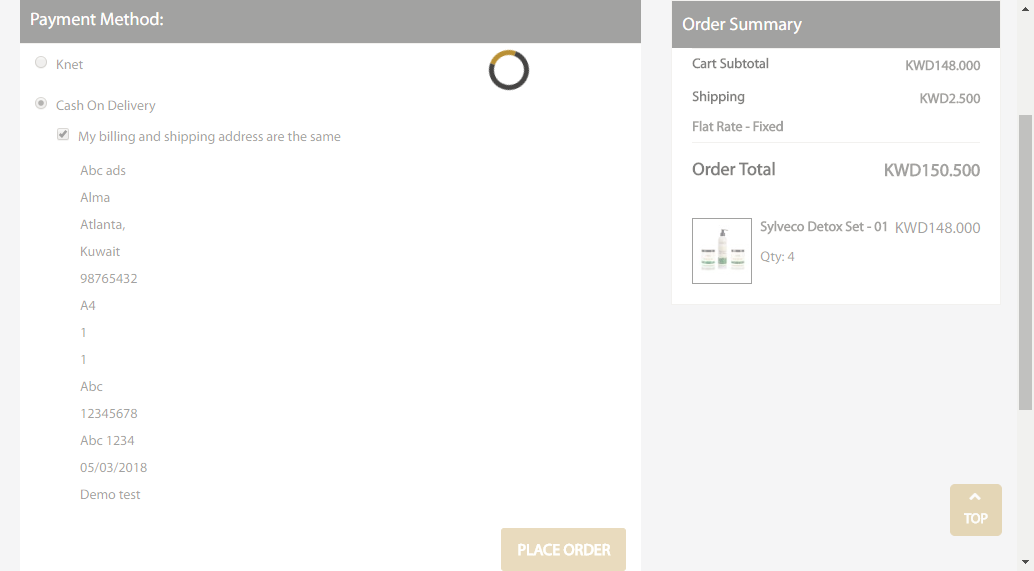 Payment Method:
Knet
Cash On Delivery
My billing and shipping address are the same
Abc ads
Alma
Atlanta,
Kuwait
98765432
A4
1
1
Abc
12345678
Abc 1234
05/03/2018
Demo test
PLACE ORDER
Order Summary
Cart Subtotal KWD148.000
Shipping KWD2.500
Flat Rate - Fixed
Order Total KWD150.500
Sylveco Detox Set - 01 KWD148.000
Qty: 4
TOP